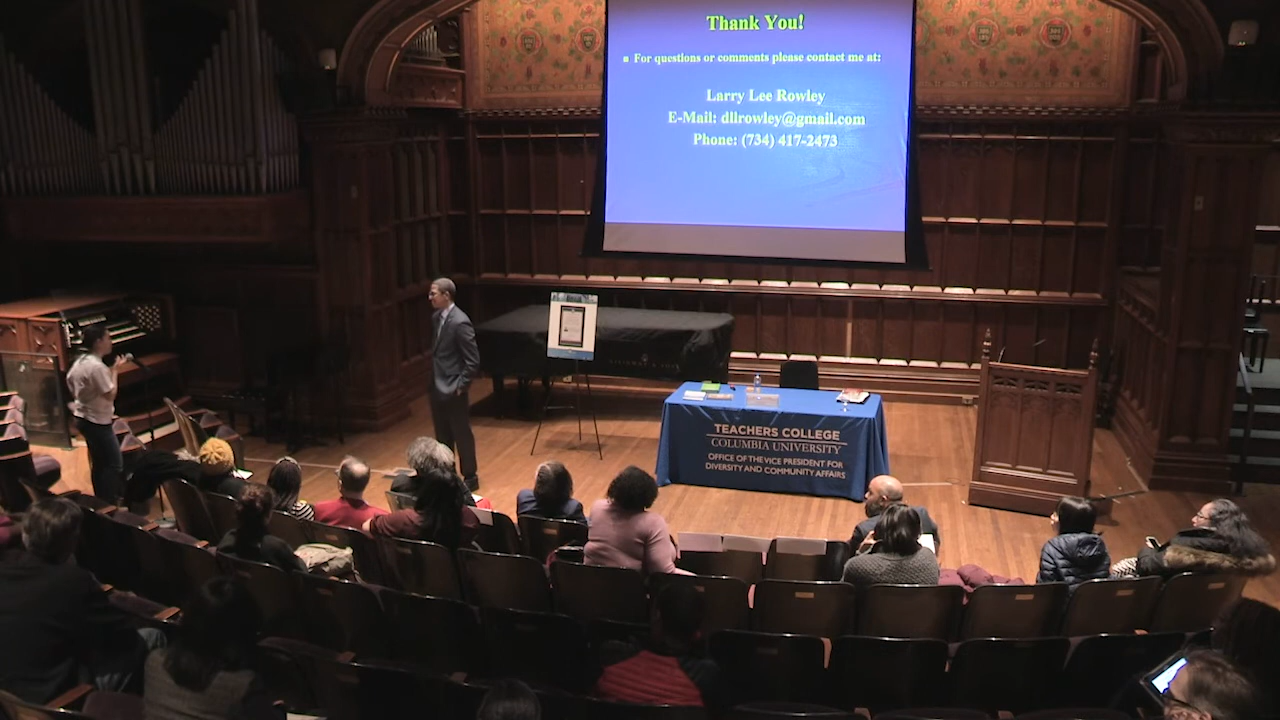 Thank You!
For questions or comments please contact me at:
Larry Lee Rowley
E-Mail: dllrowley@gmail.com
Phone: (734) 417-2473
TEACHERS COLLEGE
COLUMBIA UNIVERSITY
OFFICE OF THE VICE PRESIDENT FOR
DIVERSITY AND COMMUNITY AFFAIRS